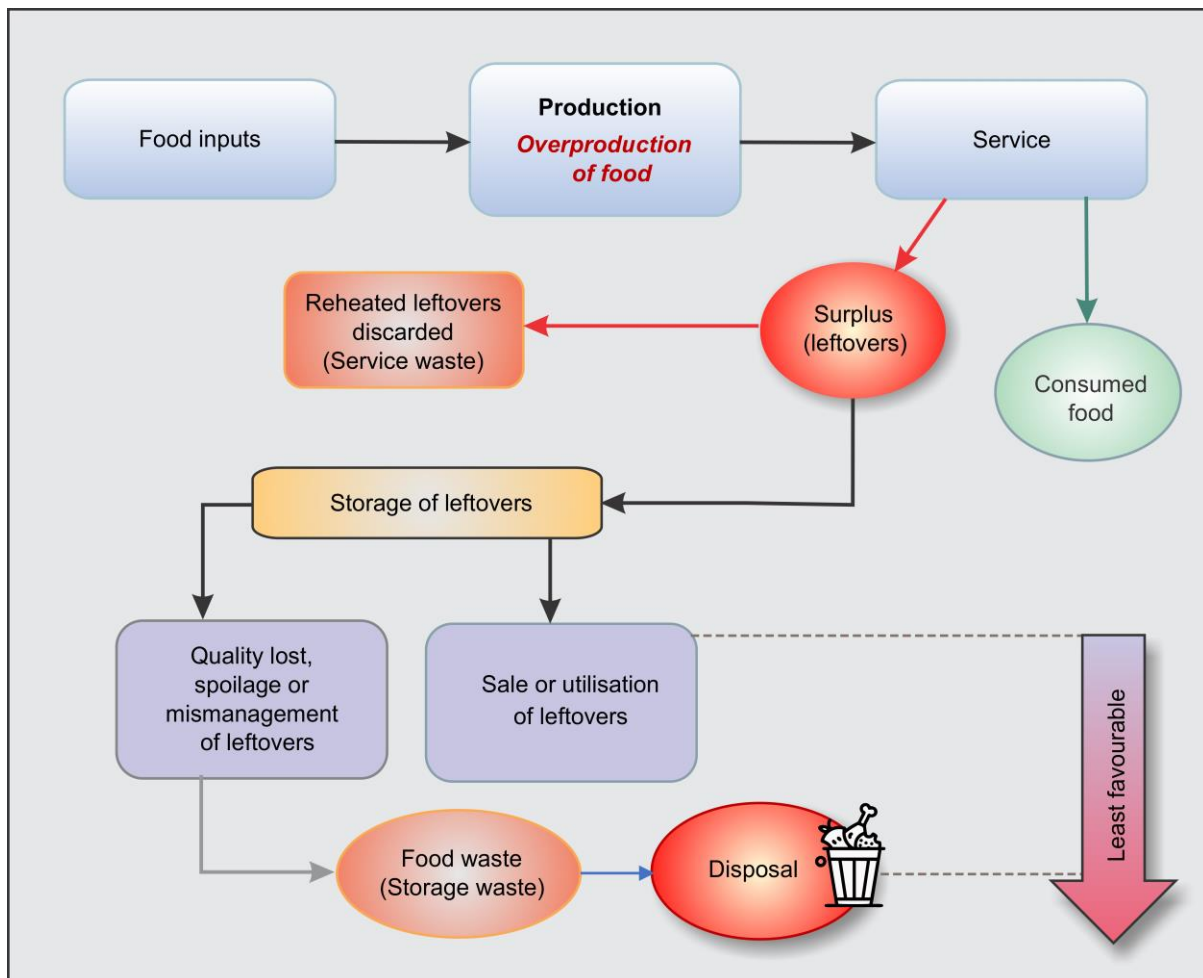 Food inputs
Production
Overproduction
of food
Service
Reheated leftovers
discarded
(Service waste)
Surplus
(leftovers)
Consumed
food
Storage of leftovers
Quality lost,
spoilage or
mismanagement
of leftovers
Sale or utilisation
of leftovers
Least favourable
Food waste
(Storage waste)
Disposal